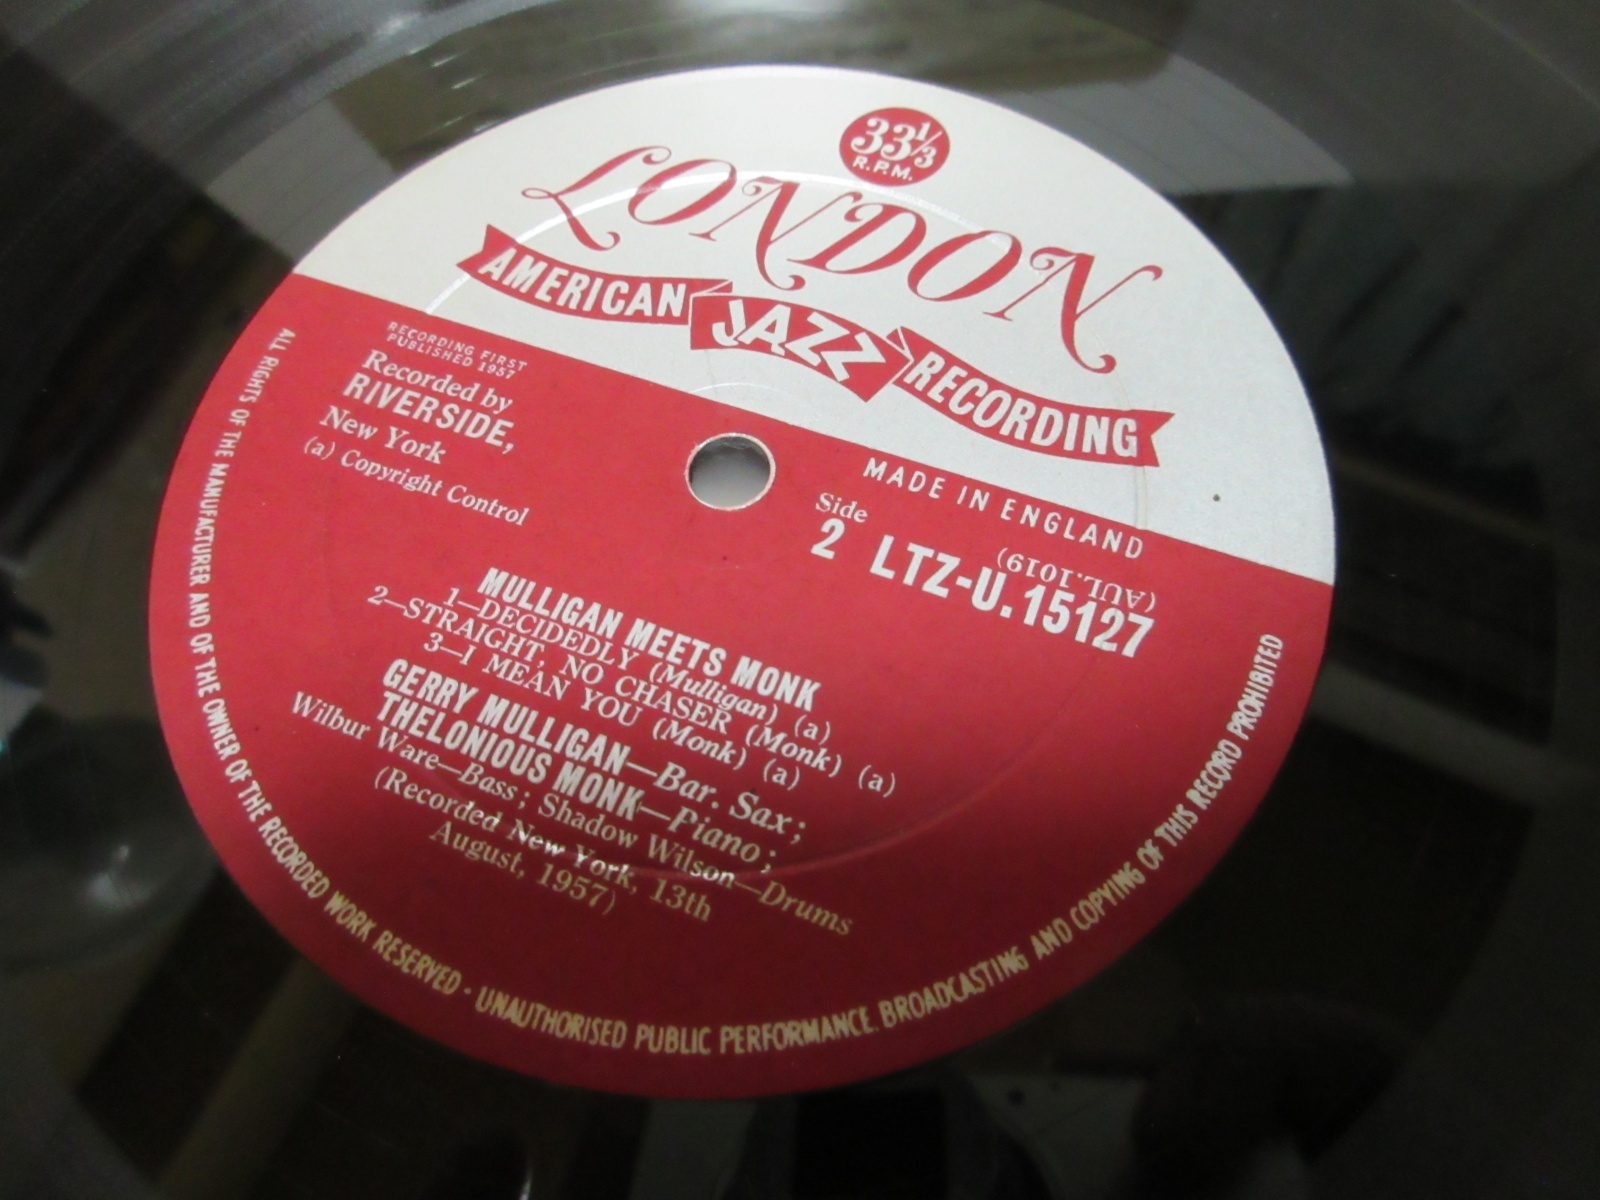 33 1/3
R.P.M.
LONDON
AMERICAN JAZZ RECORDING
RECORDING FIRST
PUBLISHED 1957
Recorded by
RIVERSIDE,
New York
(a) Copyright Control
MADE IN ENGLAND
(AUL.1019)
Side
2 LTZ-U.15127
MULLIGAN MEETS MONK
1—DECIDEDLY (Mulligan) (a)
2—STRAIGHT, NO CHASER (Monk) (a)
3—I MEAN YOU (Monk) (a)
GERRY MULLIGAN—Bar. Sax;
THELONIOUS MONK—Piano;
Wilbur Ware—Bass; Shadow Wilson—Drums
(Recorded New York, 13th
August, 1957)
ALL RIGHTS OF THE MANUFACTURER AND OF THE OWNER OF THE RECORDED WORK RESERVED · UNAUTHORISED PUBLIC PERFORMANCE. BROADCASTING AND COPYING OF THIS RECORD PROHIBITED